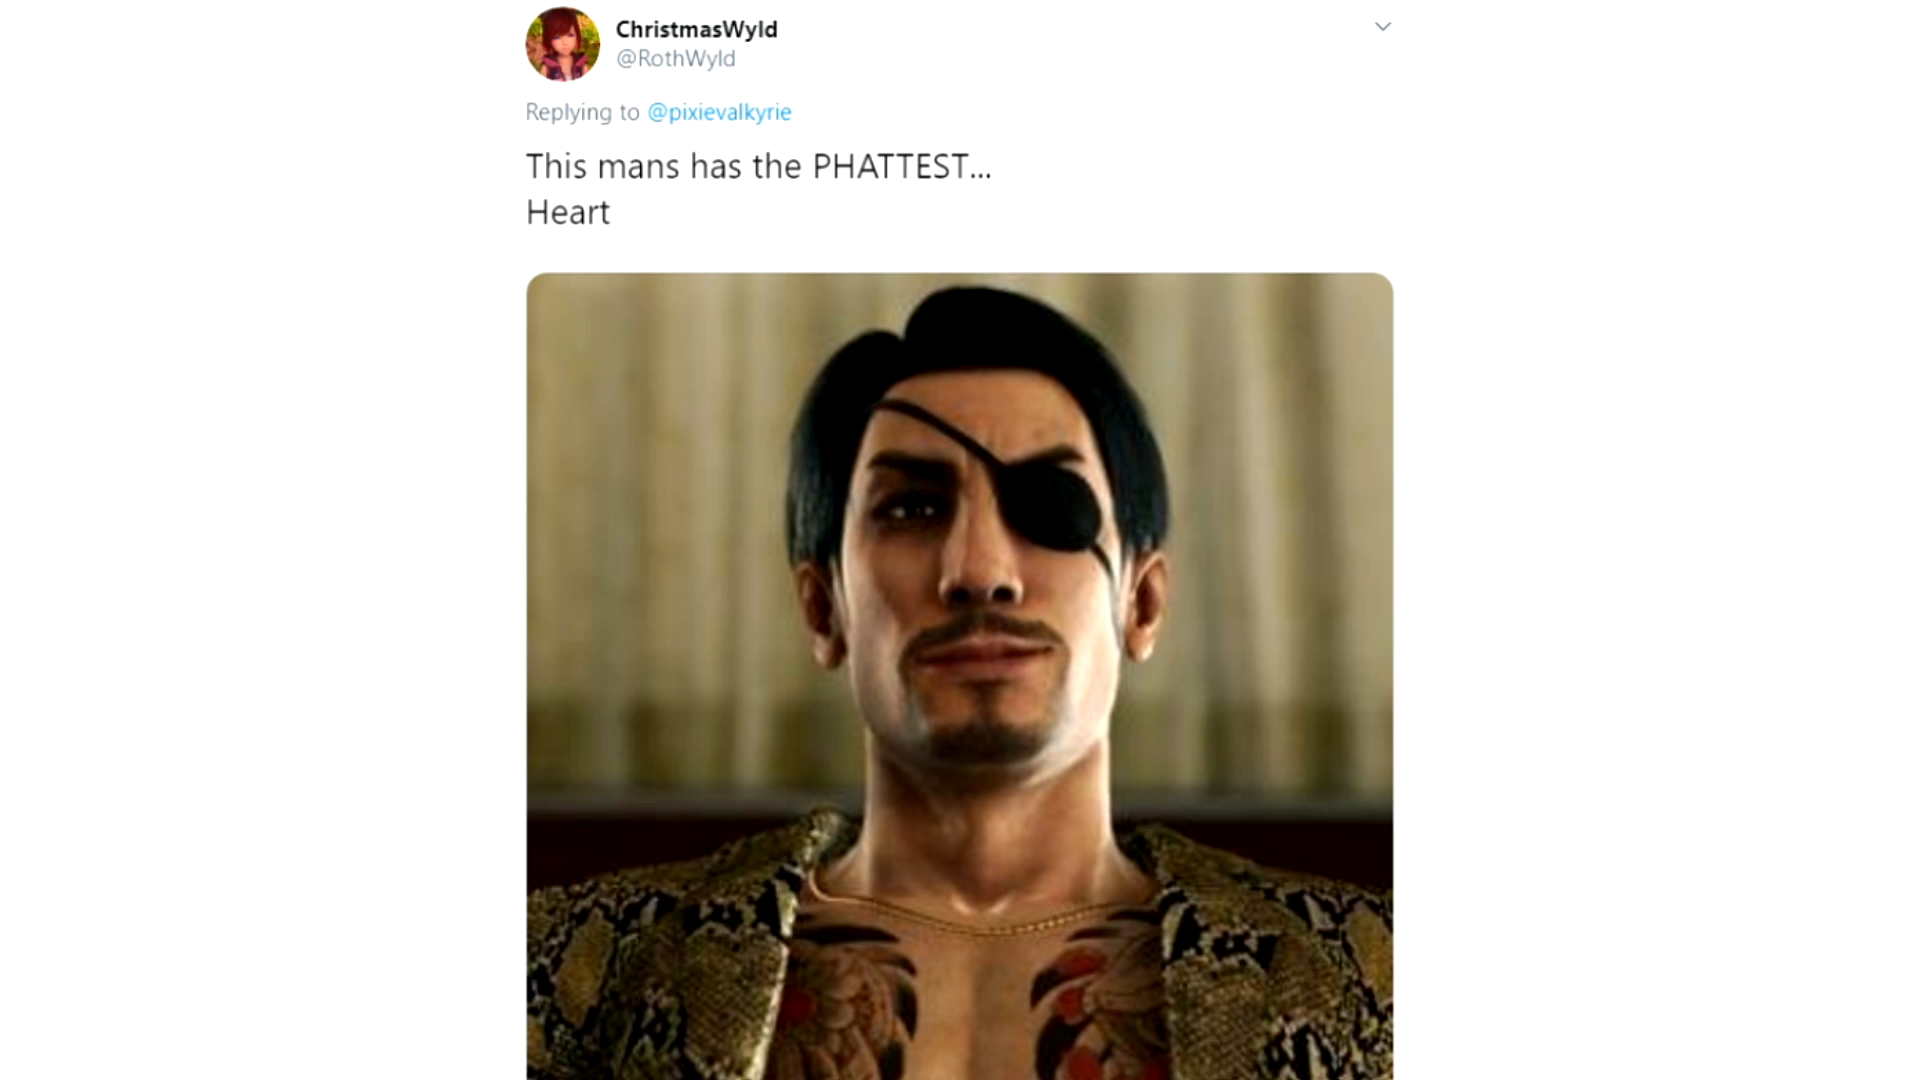 ChristmasWyld
@RothWyld
Replying to @pixievalkyrie
This mans has the PHATTEST...
Heart